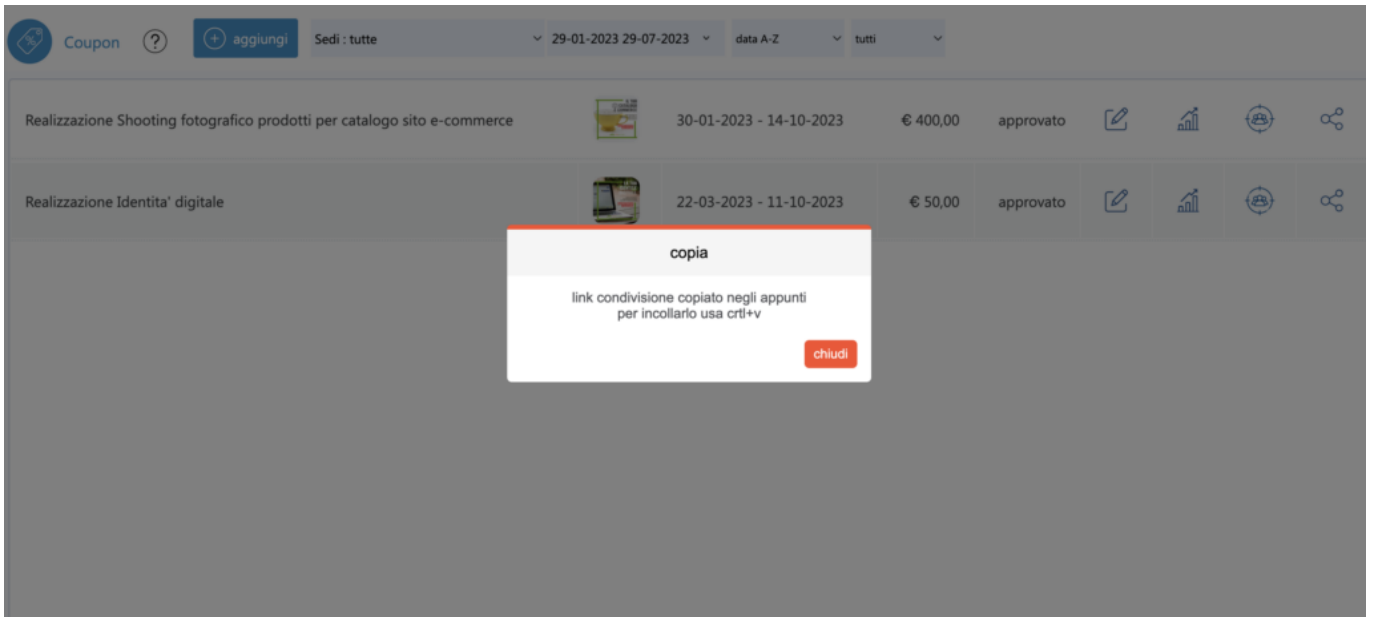 Coupon ? aggiungi Sedi : tutte 29-01-2023 29-07-2023 data A-Z tutti
Realizzazione Shooting fotografico prodotti per catalogo sito e-commerce 30-01-2023 - 14-10-2023 € 400,00 approvato
Realizzazione Identita' digitale 22-03-2023 - 11-10-2023 € 50,00 approvato
copia
link condivisione copiato negli appunti
per incollarlo usa crtl+v
chiudi